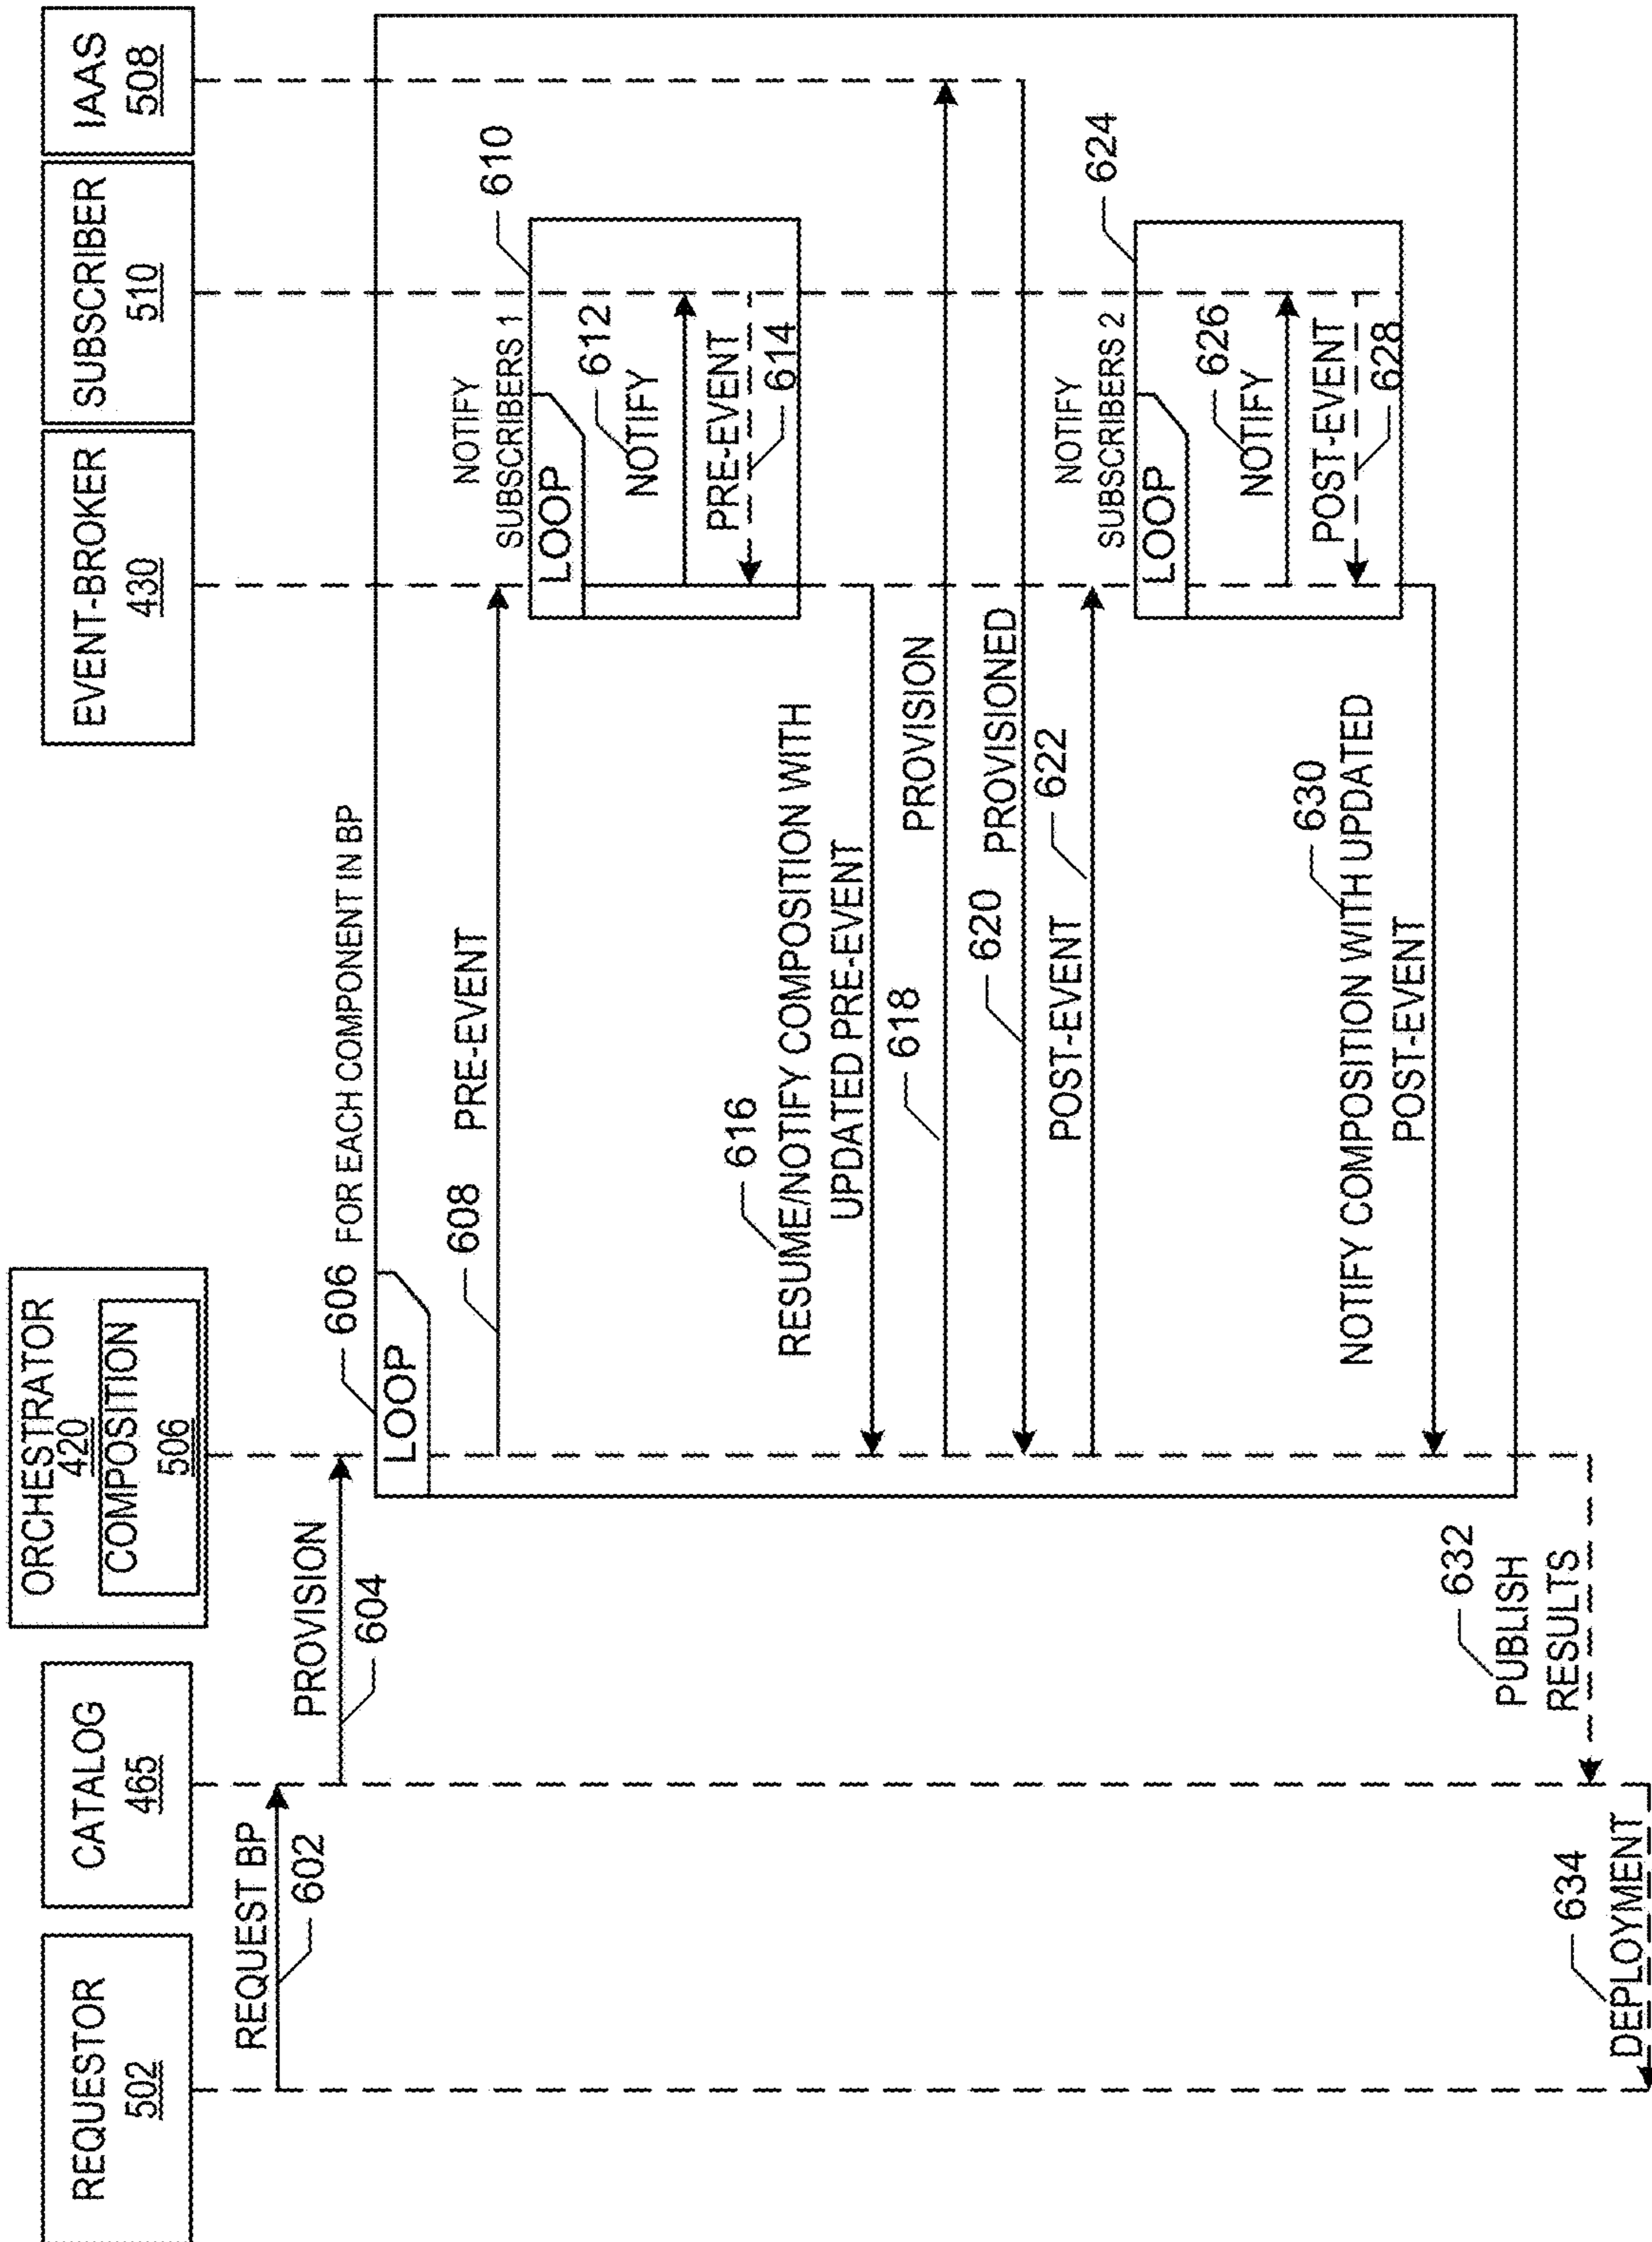 REQUESTOR
502
CATALOG
465
ORCHESTRATOR
420
COMPOSITION
506
EVENT-BROKER
430
SUBSCRIBER
510
IAAS
508
REQUEST BP
602
PROVISION
604
606
FOR EACH COMPONENT IN BP
LOOP
608
PRE-EVENT
NOTIFY
SUBSCRIBERS 1
610
LOOP
612
NOTIFY
PRE-EVENT
614
616
RESUME/NOTIFY COMPOSITION WITH
UPDATED PRE-EVENT
618
PROVISION
620
PROVISIONED
POST-EVENT
622
NOTIFY
SUBSCRIBERS 2
624
LOOP
626
NOTIFY
POST-EVENT
628
630
NOTIFY COMPOSITION WITH UPDATED
POST-EVENT
632
PUBLISH
RESULTS
634
DEPLOYMENT